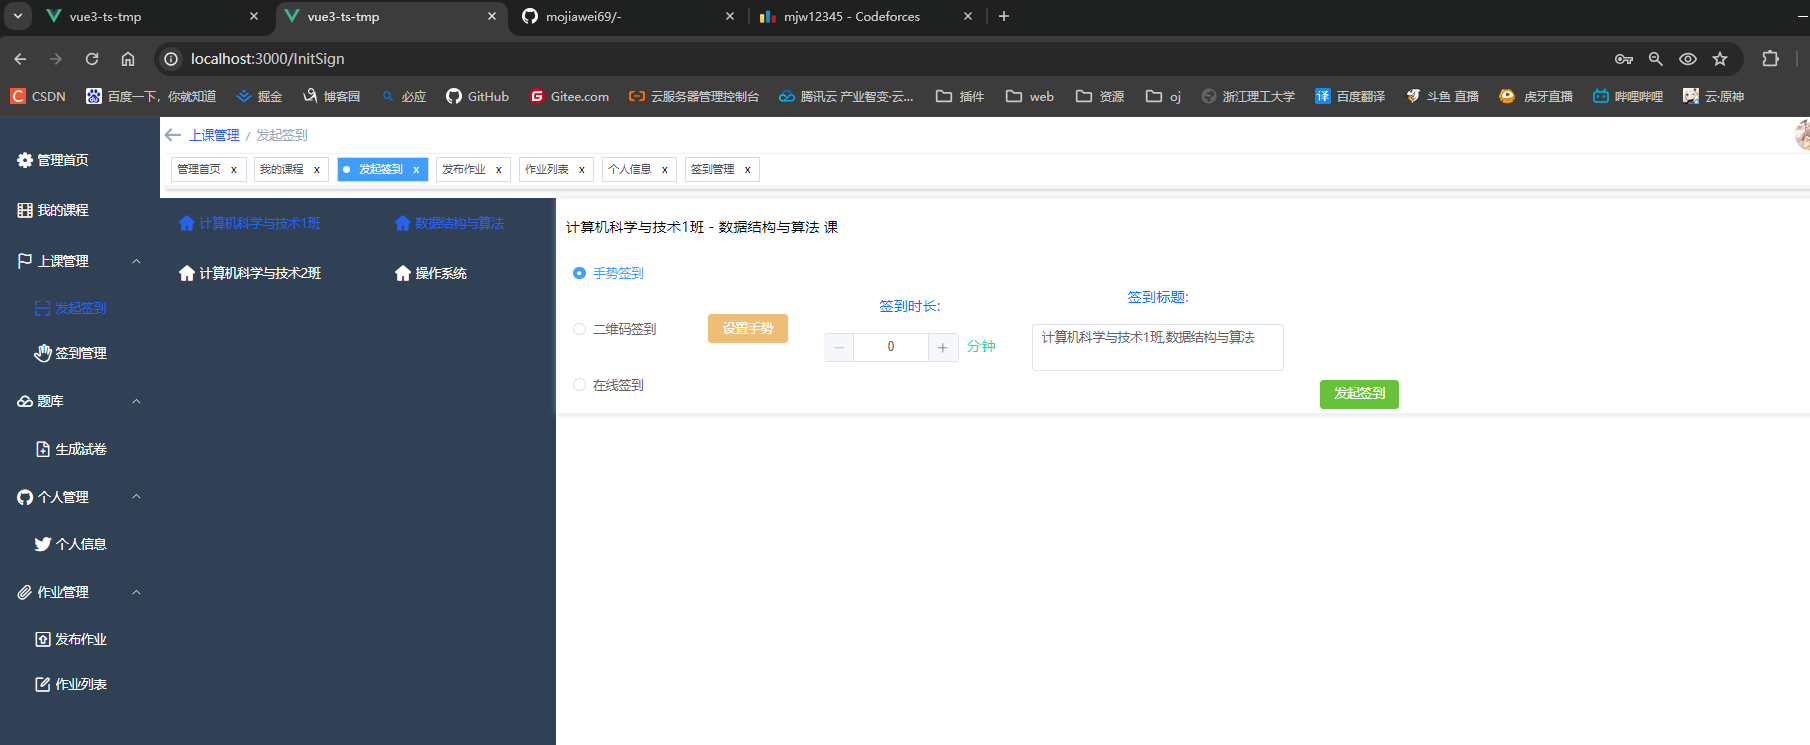 vue3-ts-tmp
vue3-ts-tmp
mojiawei69/-
mjw12345 - Codeforces
localhost:3000/InitSign
CSDN
百度一下，你就知道
掘金
博客园
必应
GitHub
Gitee.com
云服务器管理控制台
腾讯云 产业智变·云...
插件
web
资源
oj
浙江理工大学
译 百度翻译
斗鱼 直播
虎牙直播
哔哩哔哩
云·原神
上课管理 / 发起签到
管理首页 x
我的课程 x
发起签到 x
发布作业 x
作业列表 x
个人信息 x
签到管理 x
管理首页
我的课程
上课管理
发起签到
签到管理
题库
生成试卷
个人管理
个人信息
作业管理
发布作业
作业列表
计算机科学与技术1班
计算机科学与技术2班
数据结构与算法
操作系统
计算机科学与技术1班 - 数据结构与算法 课
手势签到
二维码签到
在线签到
设置手势
签到时长:
0
分钟
签到标题:
计算机科学与技术1班,数据结构与算法
发起签到